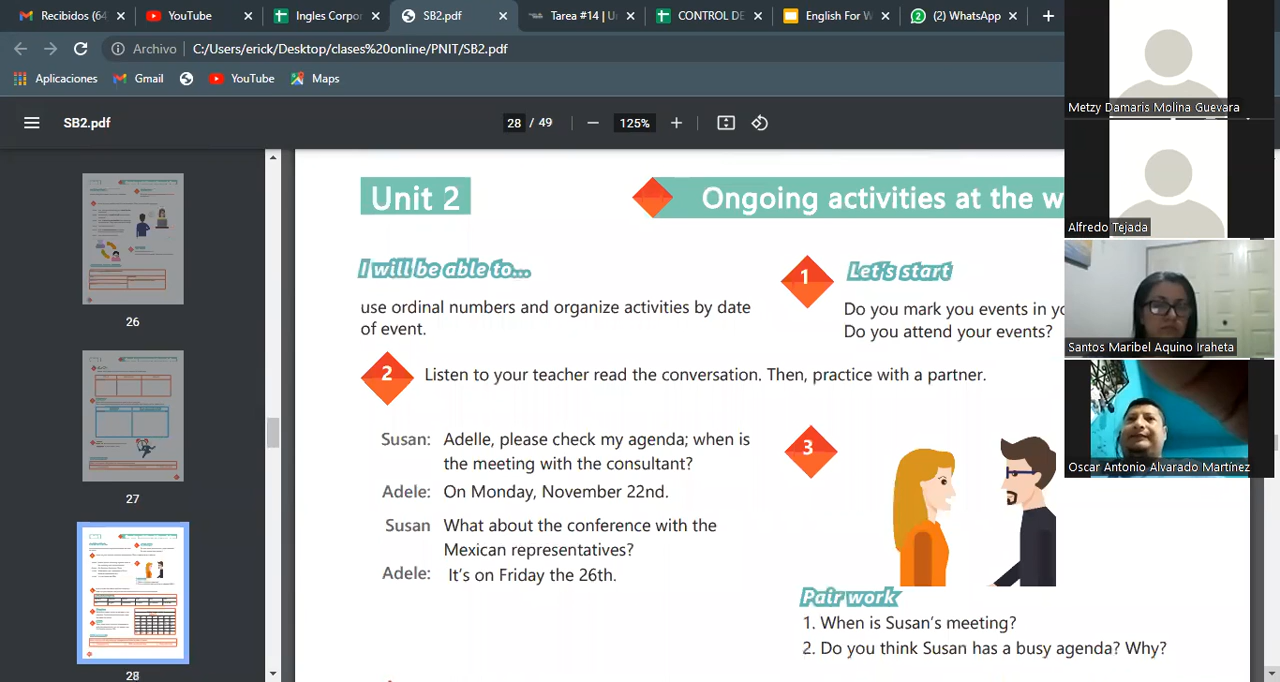 Recibidos (64
YouTube
Ingles Corpor
SB2.pdf
Tarea #14 | U
CONTROL DE
English For W
(2) WhatsApp
Archivo
C:/Users/erick/Desktop/clases%20online/PNIT/SB2.pdf
Aplicaciones
Gmail
YouTube
Maps
SB2.pdf
28 / 49
125%
26
27
28
Unit 2
Ongoing activities at the w
I will be able to...
use ordinal numbers and organize activities by date
of event.
1
Let's start
Do you mark you events in yo
Do you attend your events?
2
Listen to your teacher read the conversation. Then, practice with a partner.
Susan: Adelle, please check my agenda; when is
the meeting with the consultant?
Adele: On Monday, November 22nd.
Susan What about the conference with the
Mexican representatives?
Adele: It's on Friday the 26th.
3
Pair work
1. When is Susan's meeting?
2. Do you think Susan has a busy agenda? Why?
Metzy Damaris Molina Guevara
Alfredo Tejada
Santos Maribel Aquino Iraheta
Oscar Antonio Alvarado Martínez